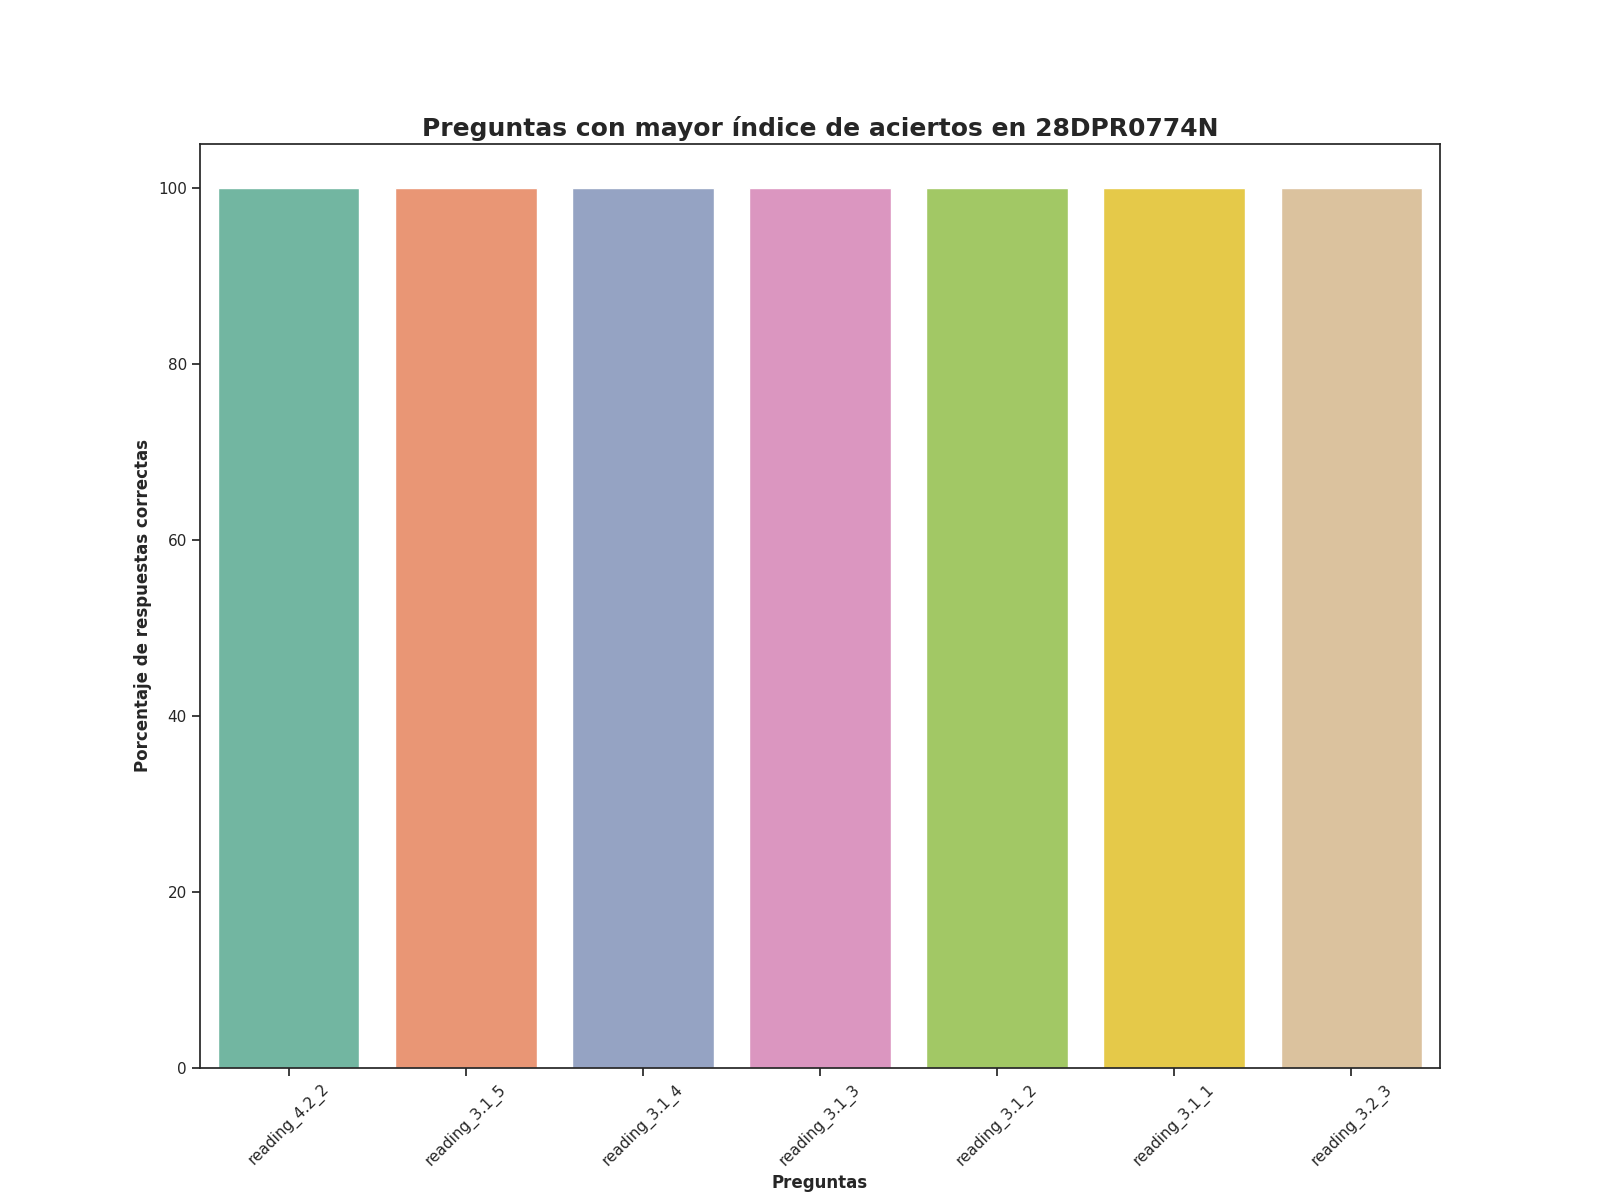 Preguntas con mayor índice de aciertos en 28DPR0774N
Porcentaje de respuestas correctas
100
80
60
40
20
0
reading_4.2_2
reading_3.1_5
reading_3.1_4
reading_3.1_3
reading_3.1_2
reading_3.1_1
reading_3.2_3
Preguntas